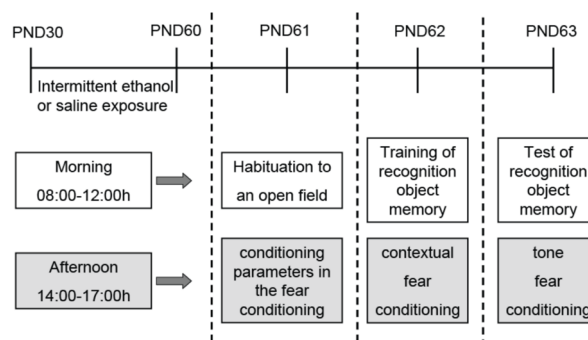 PND30
PND60
PND61
PND62
PND63
Intermittent ethanol
or saline exposure
Morning
08:00-12:00h
Habituation to
an open field
Training of
recognition
object
memory
Test of
recognition
object
memory
Afternoon
14:00-17:00h
conditioning
parameters in
the fear
conditioning
contextual
fear
conditioning
tone
fear
conditioning